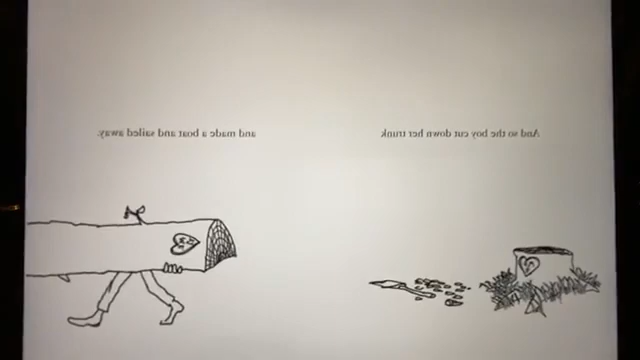 And so the boy cut down her trunk
and made a boat and sailed away.